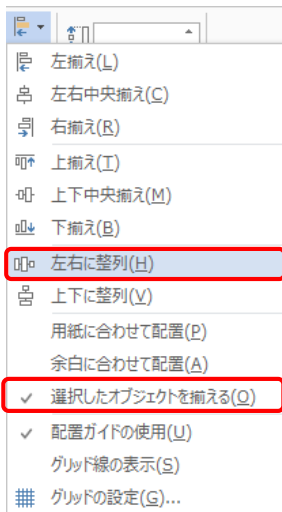 左揃え(L)
左右中央揃え(C)
右揃え(R)
上揃え(T)
上下中央揃え(M)
下揃え(B)
左右に整列(H)
上下に整列(V)
用紙に合わせて配置(P)
余白に合わせて配置(A)
選択したオブジェクトを揃える(O)
配置ガイドの使用(U)
グリッド線の表示(S)
グリッドの設定(G)...